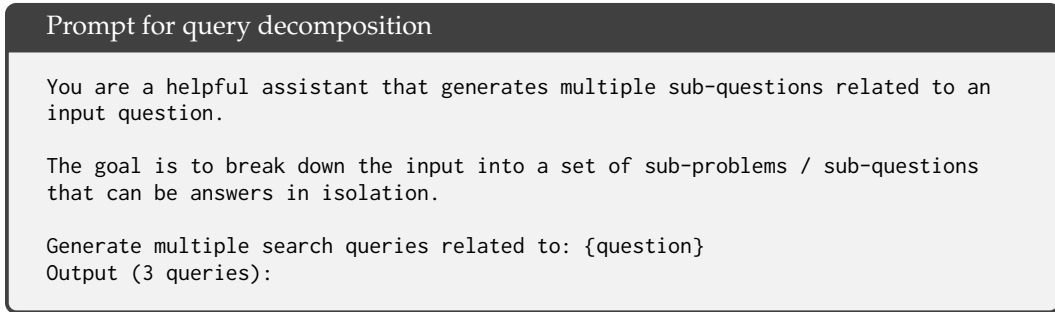 Prompt for query decomposition
You are a helpful assistant that generates multiple sub-questions related to an
input question.
The goal is to break down the input into a set of sub-problems / sub-questions
that can be answers in isolation.
Generate multiple search queries related to: {question}
Output (3 queries):